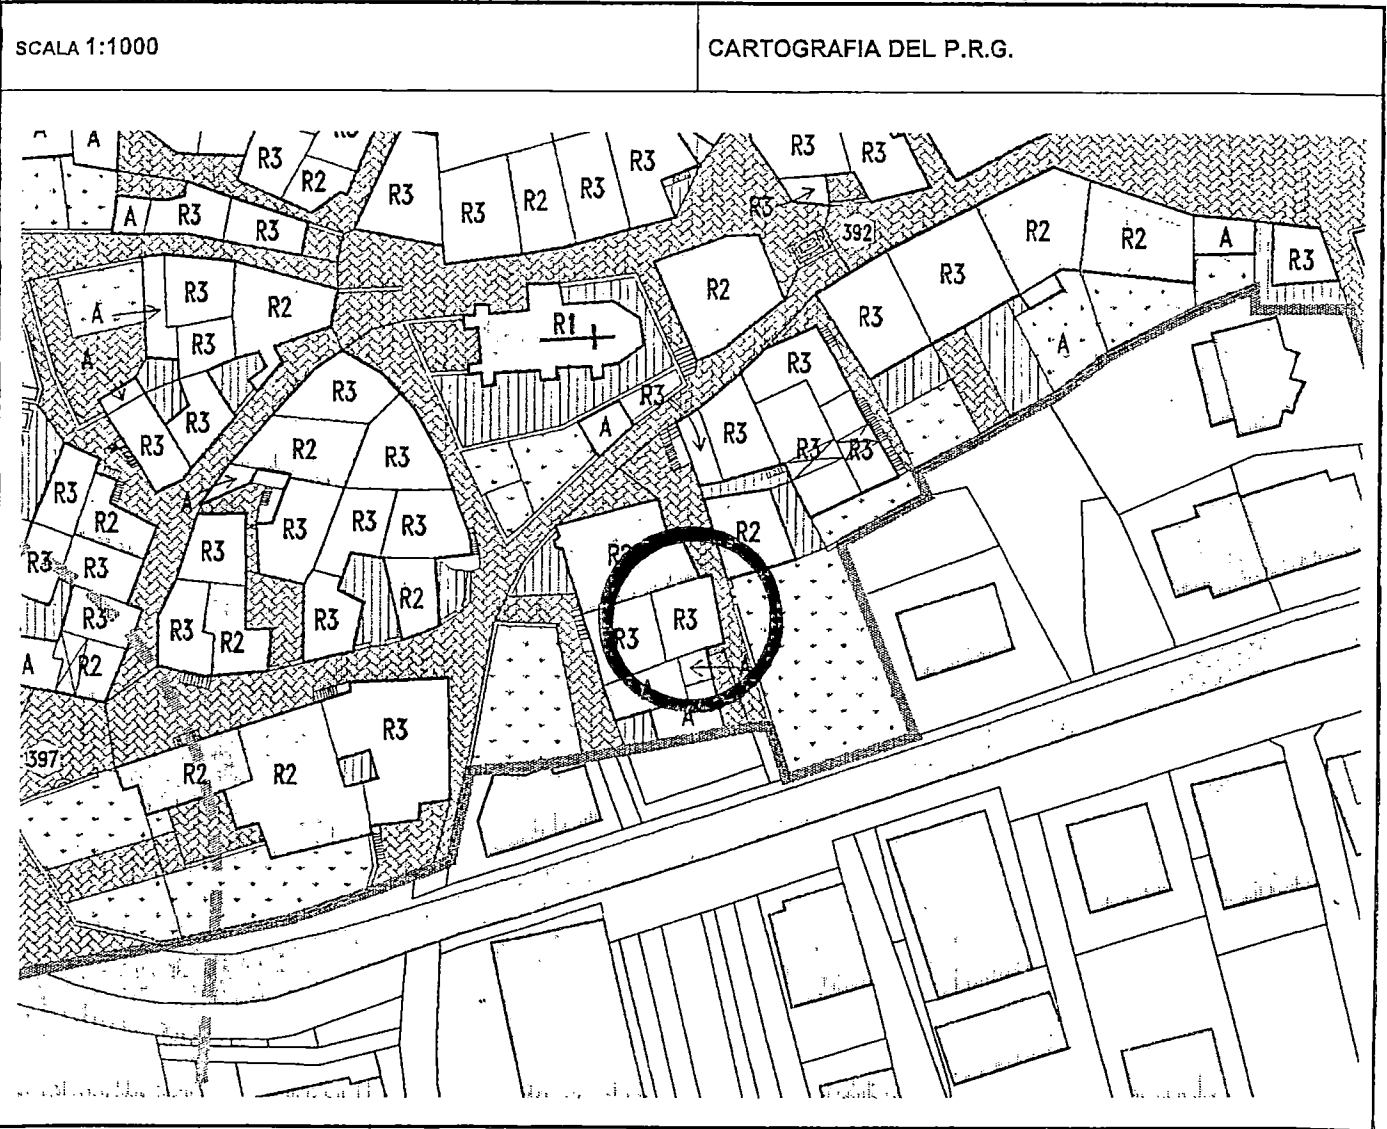 SCALA 1:1000
CARTOGRAFIA DEL P.R.G.
A A R3 R2 R3 R3 R2 R3 R3 R3 R3
A R3 R3 R3 392 R2 R2 A R3
A R3 R2 R2 R3 R3
R3 R1 R3 A
A R3 R3 R3
R3 R3 R2 R3 A R3 R3 R3
R3 R2 A R3 R3 R3 R2
R3 R3 R3 R2
R3 R3 R2 R3 R2 R3 R3
A R2 A A
R3 A
397 R2 R2